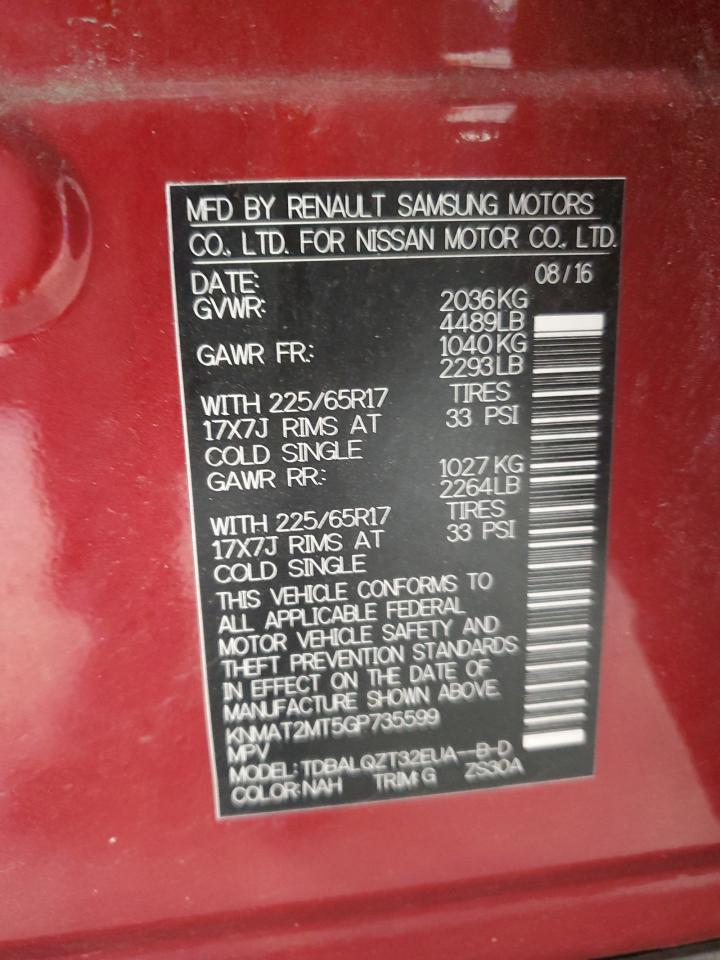 MFD BY RENAULT SAMSUNG MOTORS
CO., LTD. FOR NISSAN MOTOR CO., LTD.
DATE: 08/16
GVWR: 2036KG
4489LB
GAWR FR.: 1040KG
2293LB
WITH 225/65R17 TIRES
17X7J RIMS AT 33 PSI
COLD SINGLE
GAWR RR.: 1027KG
2264LB
WITH 225/65R17 TIRES
17X7J RIMS AT 33 PSI
COLD SINGLE
THIS VEHICLE CONFORMS TO
ALL APPLICABLE FEDERAL
MOTOR VEHICLE SAFETY AND
THEFT PREVENTION STANDARDS
IN EFFECT ON THE DATE OF
MANUFACTURE SHOWN ABOVE.
KNMAT2MT5GP735599
MPV
MODEL: TDBALQZT32EUA--B-D
COLOR: NAH TRIM: G ZS30A